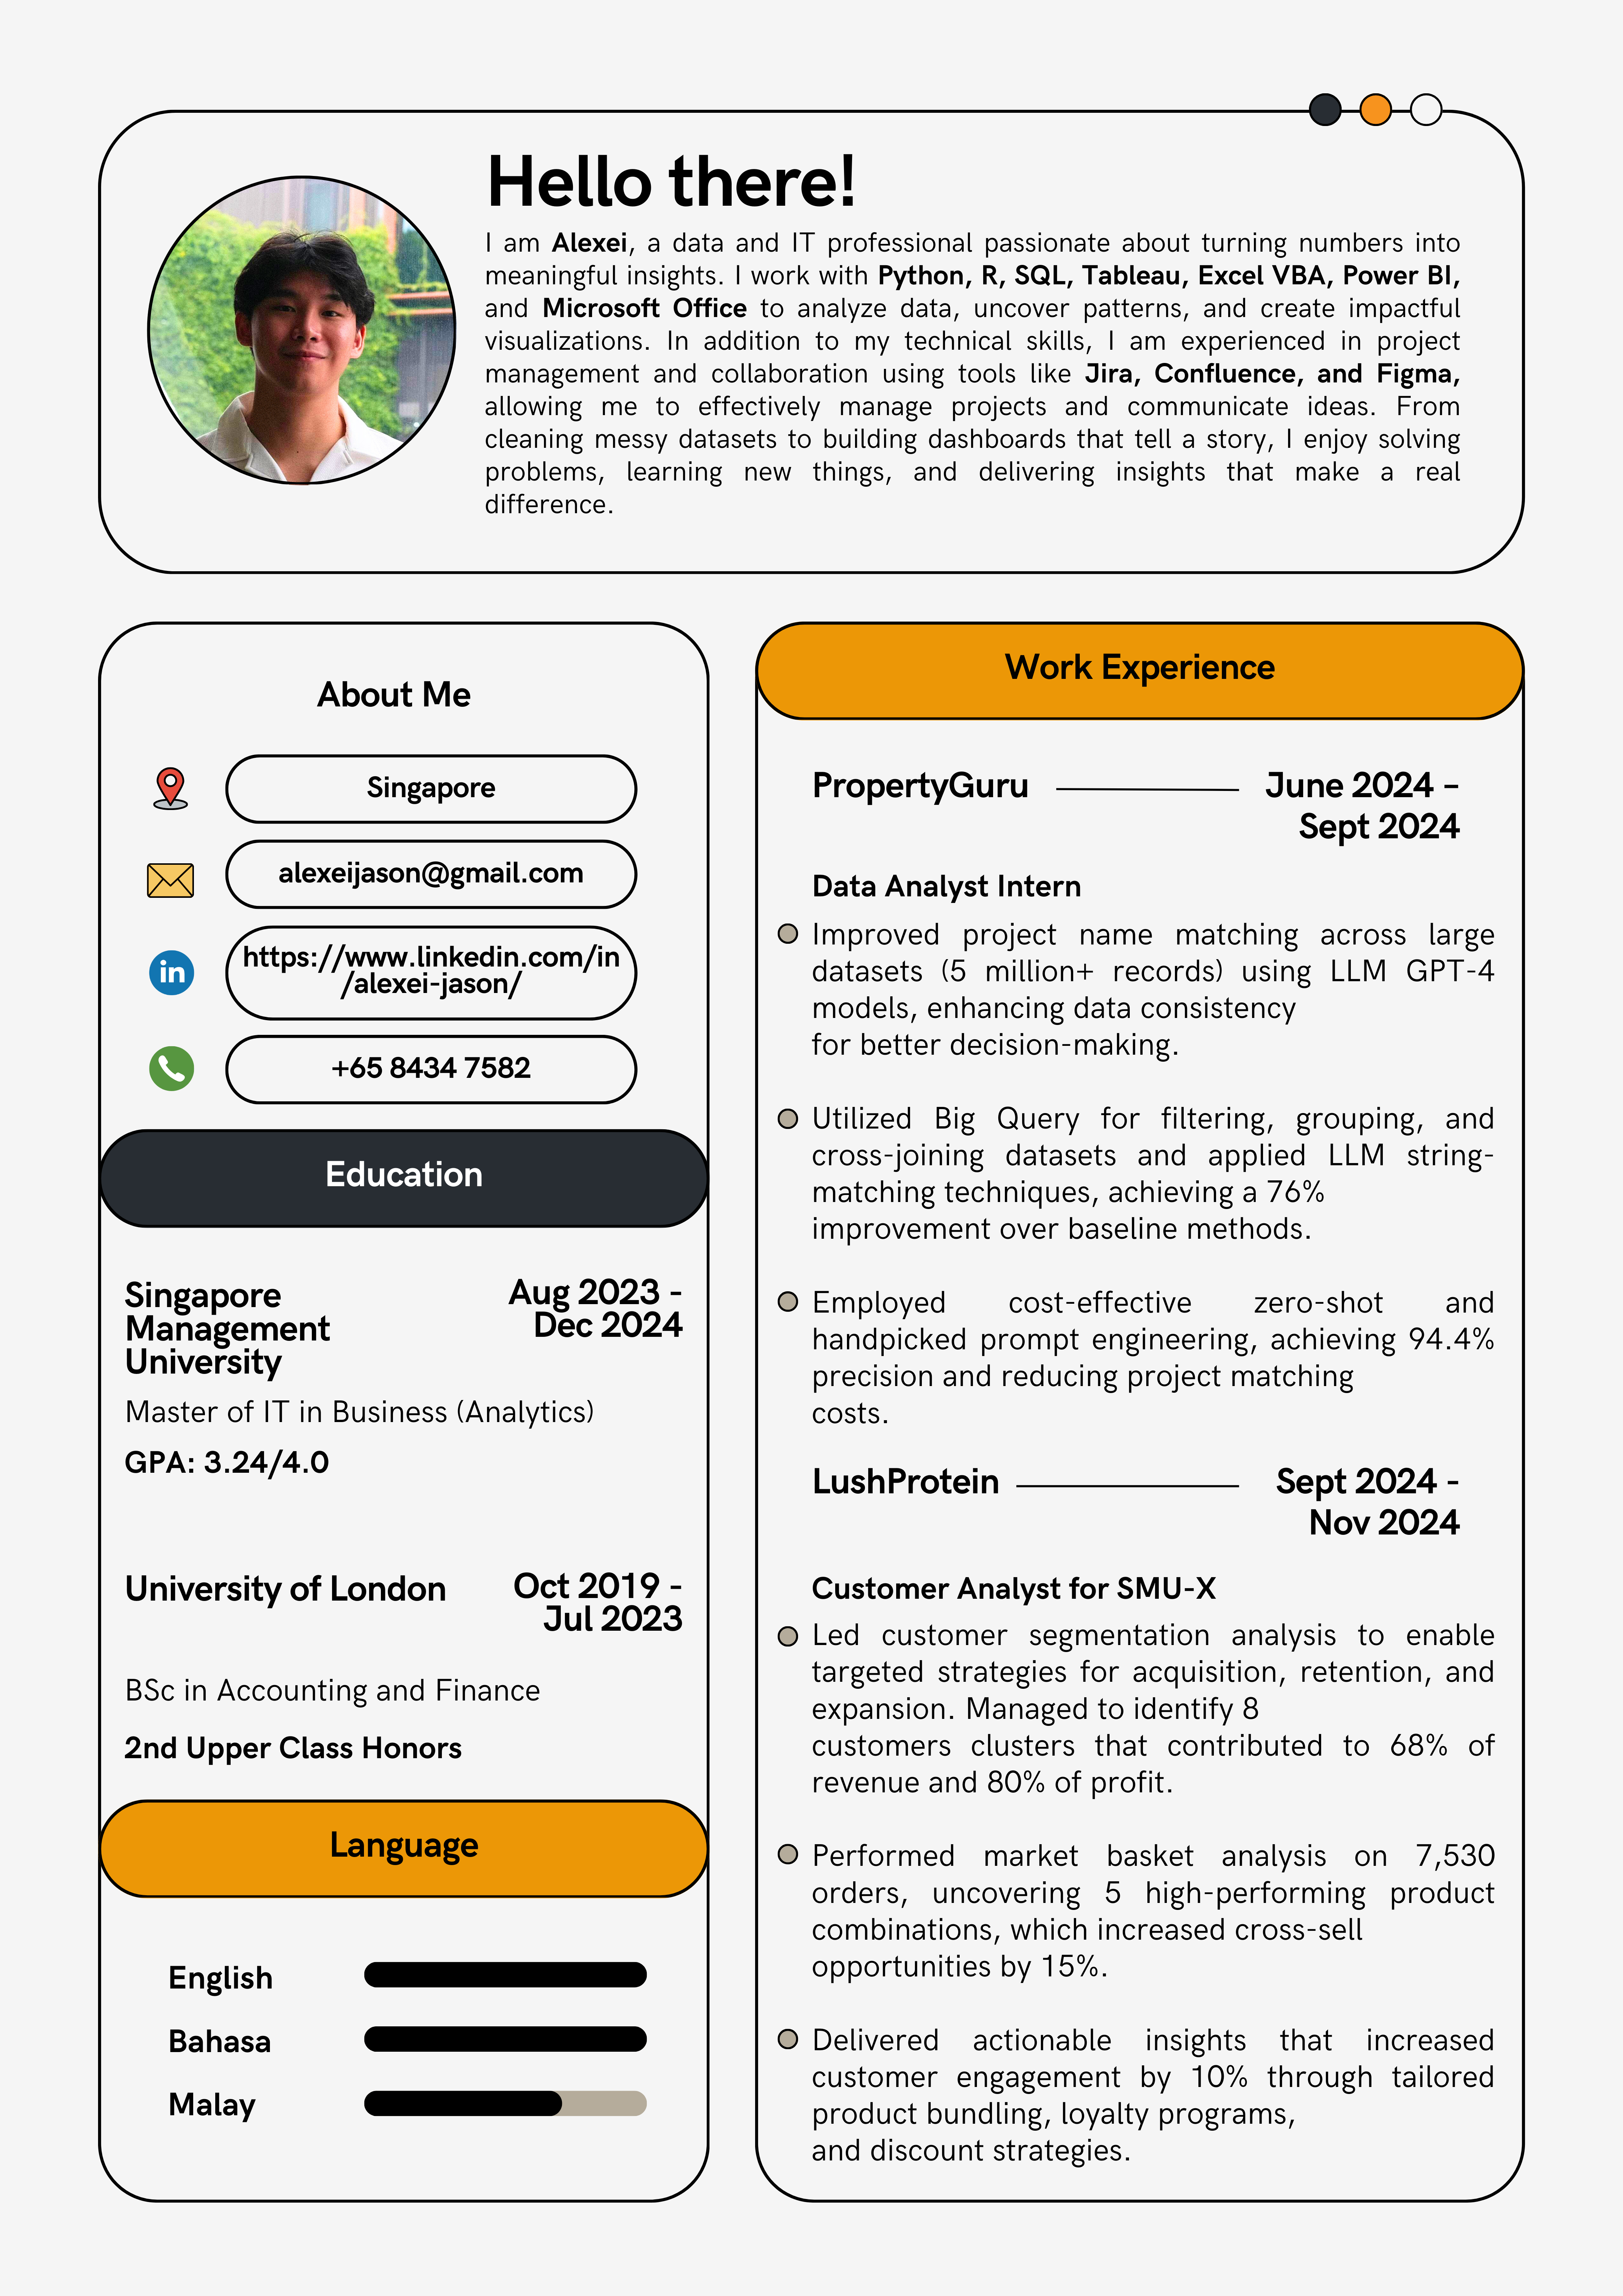 Hello there!
I am Alexei, a data and IT professional passionate about turning numbers into
meaningful insights. I work with Python, R, SQL, Tableau, Excel VBA, Power BI,
and Microsoft Office to analyze data, uncover patterns, and create impactful
visualizations. In addition to my technical skills, I am experienced in project
management and collaboration using tools like Jira, Confluence, and Figma,
allowing me to effectively manage projects and communicate ideas. From
cleaning messy datasets to building dashboards that tell a story, I enjoy solving
problems, learning new things, and delivering insights that make a real
difference.
About Me
Singapore
alexeijason@gmail.com
in
https://www.linkedin.com/in
/alexei-jason/
+65 8434 7582
Education
Singapore
Management
University
Aug 2023 -
Dec 2024
Master of IT in Business (Analytics)
GPA: 3.24/4.0
University of London
Oct 2019 -
Jul 2023
BSc in Accounting and Finance
2nd Upper Class Honors
Language
English
Bahasa
Malay
Work Experience
PropertyGuru
June 2024 –
Sept 2024
Data Analyst Intern
Improved project name matching across large
datasets (5 million+ records) using LLM GPT-4
models, enhancing data consistency
for better decision-making.
Utilized Big Query for filtering, grouping, and
cross-joining datasets and applied LLM string-
matching techniques, achieving a 76%
improvement over baseline methods.
Employed cost-effective zero-shot and
handpicked prompt engineering, achieving 94.4%
precision and reducing project matching
costs.
LushProtein
Sept 2024 -
Nov 2024
Customer Analyst for SMU-X
Led customer segmentation analysis to enable
targeted strategies for acquisition, retention, and
expansion. Managed to identify 8
customers clusters that contributed to 68% of
revenue and 80% of profit.
Performed market basket analysis on 7,530
orders, uncovering 5 high-performing product
combinations, which increased cross-sell
opportunities by 15%.
Delivered actionable insights that increased
customer engagement by 10% through tailored
product bundling, loyalty programs,
and discount strategies.